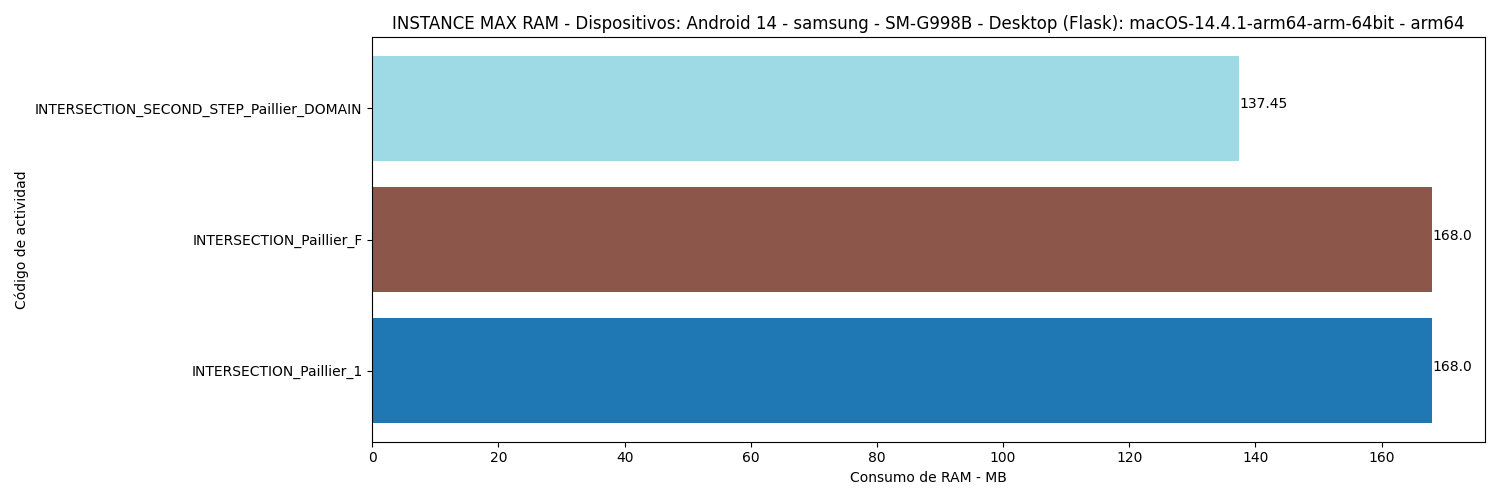 INSTANCE MAX RAM - Dispositivos: Android 14 - samsung - SM-G998B - Desktop (Flask): macOS-14.4.1-arm64-arm-64bit - arm64
Código de actividad
INTERSECTION_SECOND_STEP_Paillier_DOMAIN
137.45
INTERSECTION_Paillier_F
168.0
INTERSECTION_Paillier_1
168.0
0 20 40 60 80 100 120 140 160
Consumo de RAM - MB